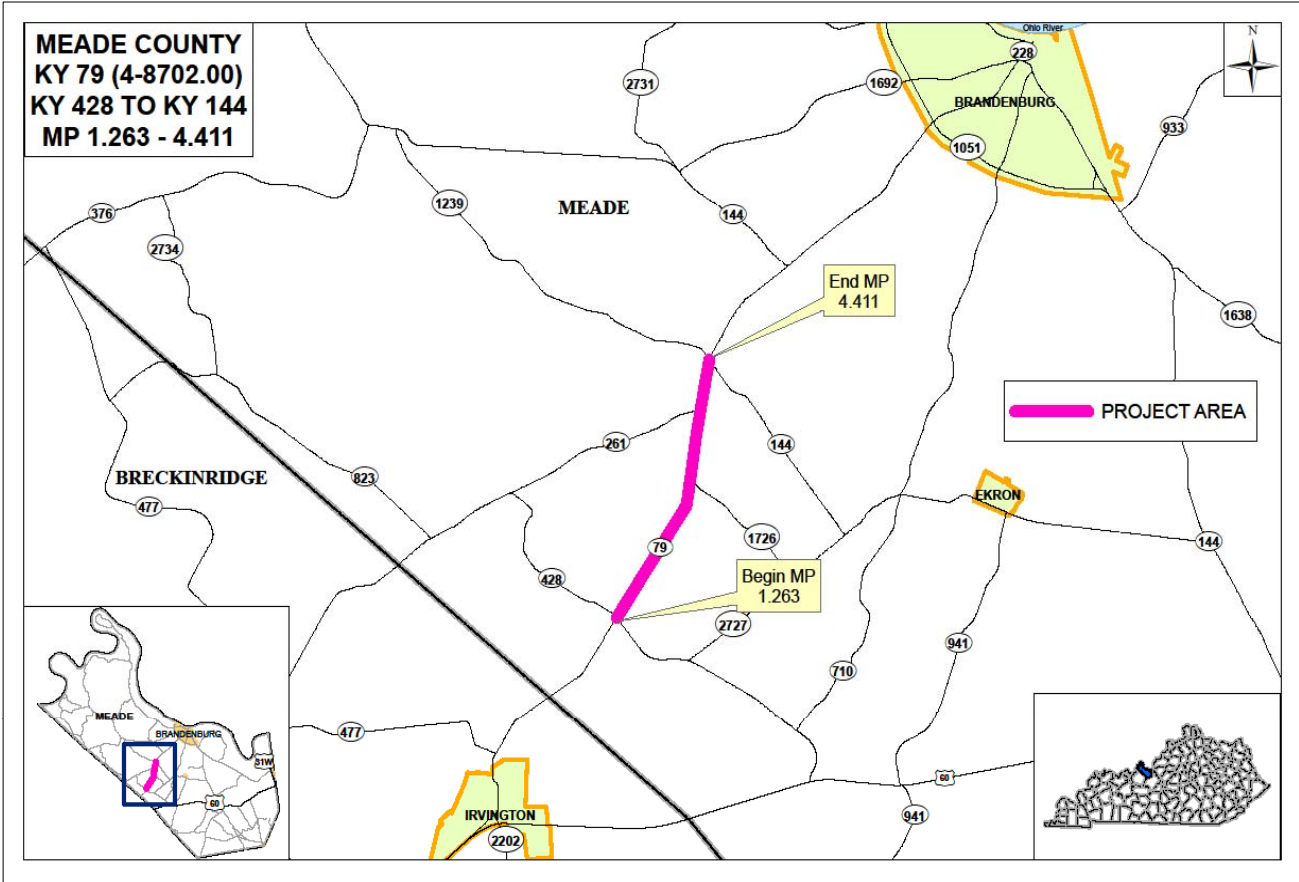 MEADE COUNTY
KY 79 (4-8702.00)
KY 428 TO KY 144
MP 1.263 - 4.411
Ohio River
N
228
2731
1692
BRANDENBURG
933
1051
1239
MEADE
144
376
2734
End MP
4.411
1638
PROJECT AREA
261
144
BRECKINRIDGE
823
EKRON
477
1726
144
79
428
Begin MP
1.263
2727
941
710
477
60
IRVINGTON
2202
941
MEADE
BRANDENBURG
31W
60